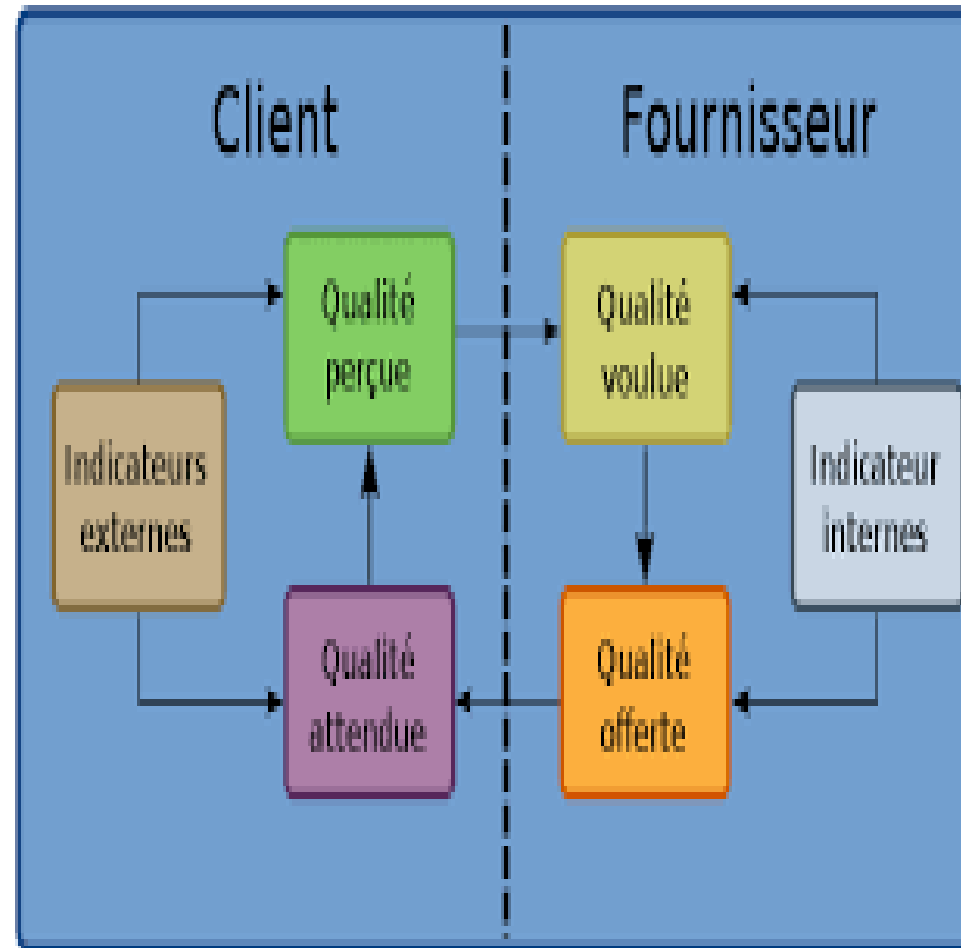 Client
Fournisseur
Qualité
perçue
Qualité
voulue
Indicateurs
externes
Indicateur
internes
Qualité
attendue
Qualité
offerte